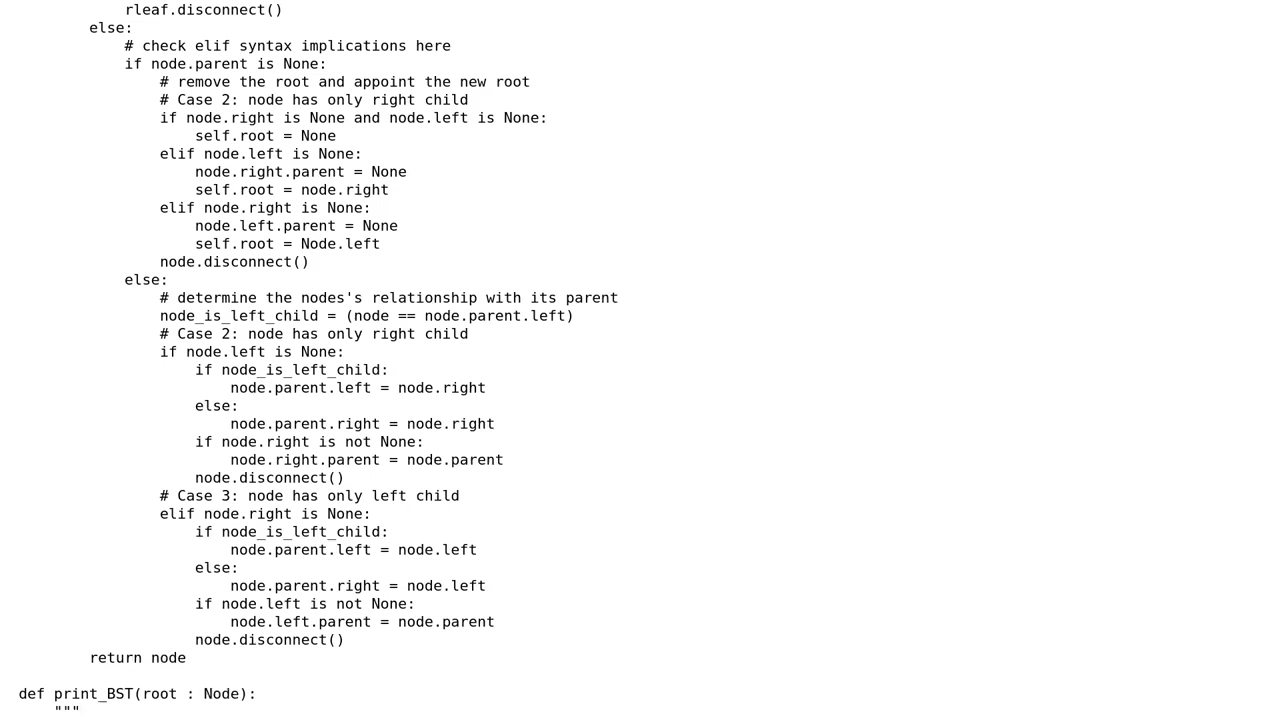 rleaf.disconnect()
        else:
            # check elif syntax implications here
            if node.parent is None:
                # remove the root and appoint the new root
                # Case 2: node has only right child
                if node.right is None and node.left is None:
                    self.root = None
                elif node.left is None:
                    node.right.parent = None
                    self.root = node.right
                elif node.right is None:
                    node.left.parent = None
                    self.root = Node.left
                node.disconnect()
            else:
                # determine the nodes's relationship with its parent
                node_is_left_child = (node == node.parent.left)
                # Case 2: node has only right child
                if node.left is None:
                    if node_is_left_child:
                        node.parent.left = node.right
                    else:
                        node.parent.right = node.right
                    if node.right is not None:
                        node.right.parent = node.parent
                    node.disconnect()
                # Case 3: node has only left child
                elif node.right is None:
                    if node_is_left_child:
                        node.parent.left = node.left
                    else:
                        node.parent.right = node.left
                    if node.left is not None:
                        node.left.parent = node.parent
                    node.disconnect()
        return node

def print_BST(root : Node):
    """